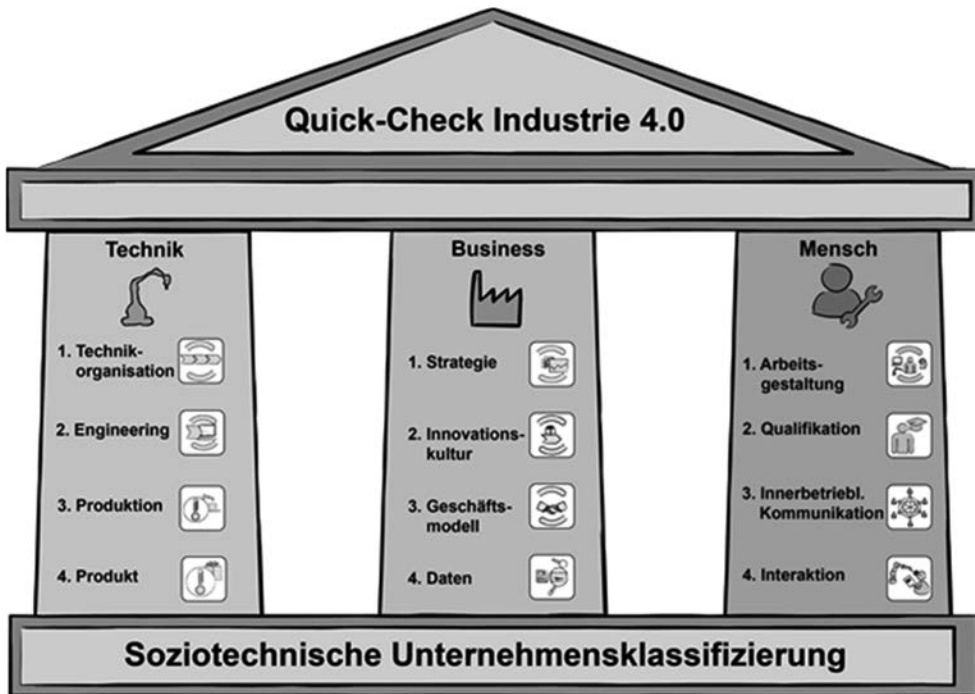 Quick-Check Industrie 4.0
Technik
1. Technik-
organisation
2. Engineering
3. Produktion
4. Produkt
Business
1. Strategie
2. Innovations-
kultur
3. Geschäfts-
modell
4. Daten
Mensch
1. Arbeits-
gestaltung
2. Qualifikation
3. Innerbetriebl.
Kommunikation
4. Interaktion
Soziotechnische Unternehmensklassifizierung